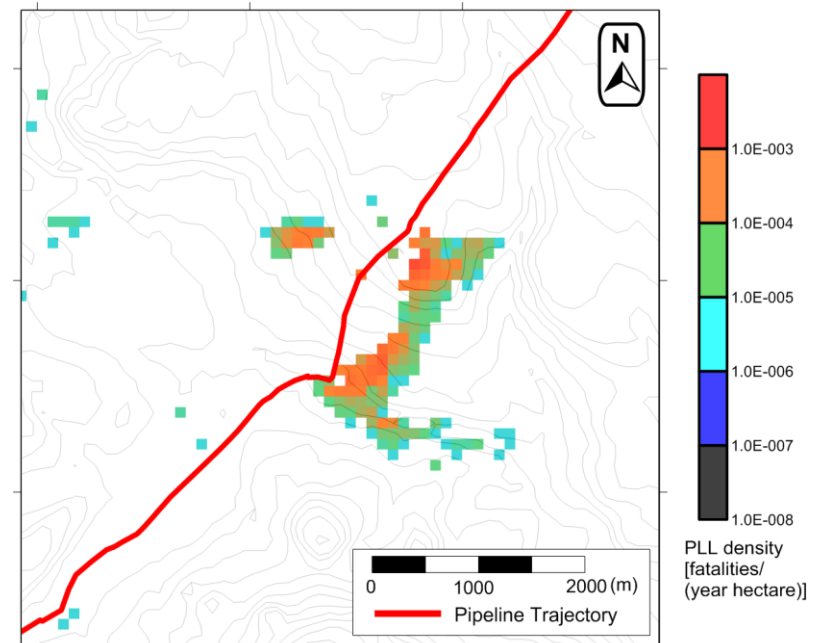 N
1.0E-003
1.0E-004
1.0E-005
1.0E-006
1.0E-007
1.0E-008
PLL density
[fatalities/
(year hectare)]
0 1000 2000 (m)
Pipeline Trajectory